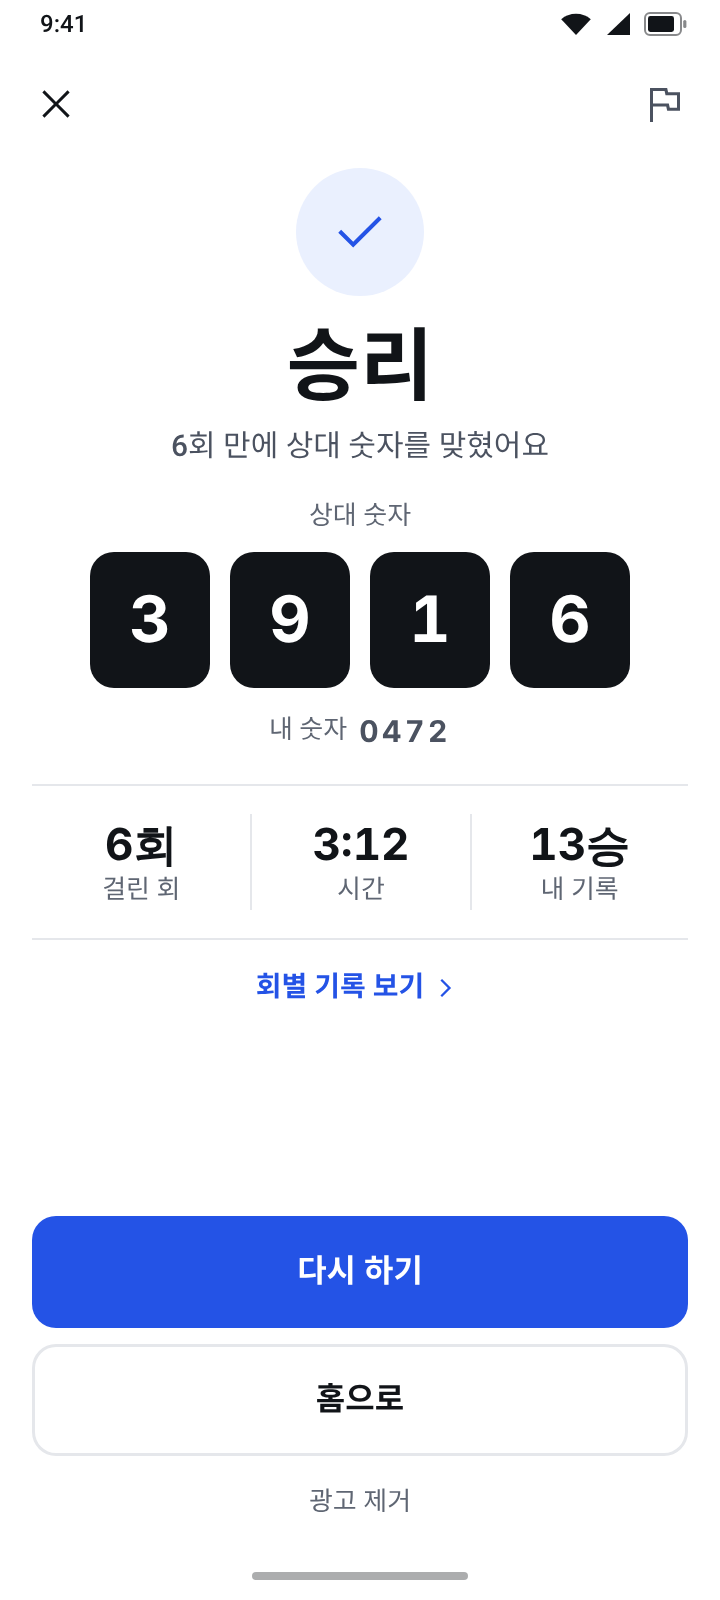 9:41
승리
6회 만에 상대 숫자를 맞혔어요
상대 숫자
3 9 1 6
내 숫자 0472
6회 3:12 13승
걸린 회 시간 내 기록
회별 기록 보기
다시 하기
홈으로
광고 제거